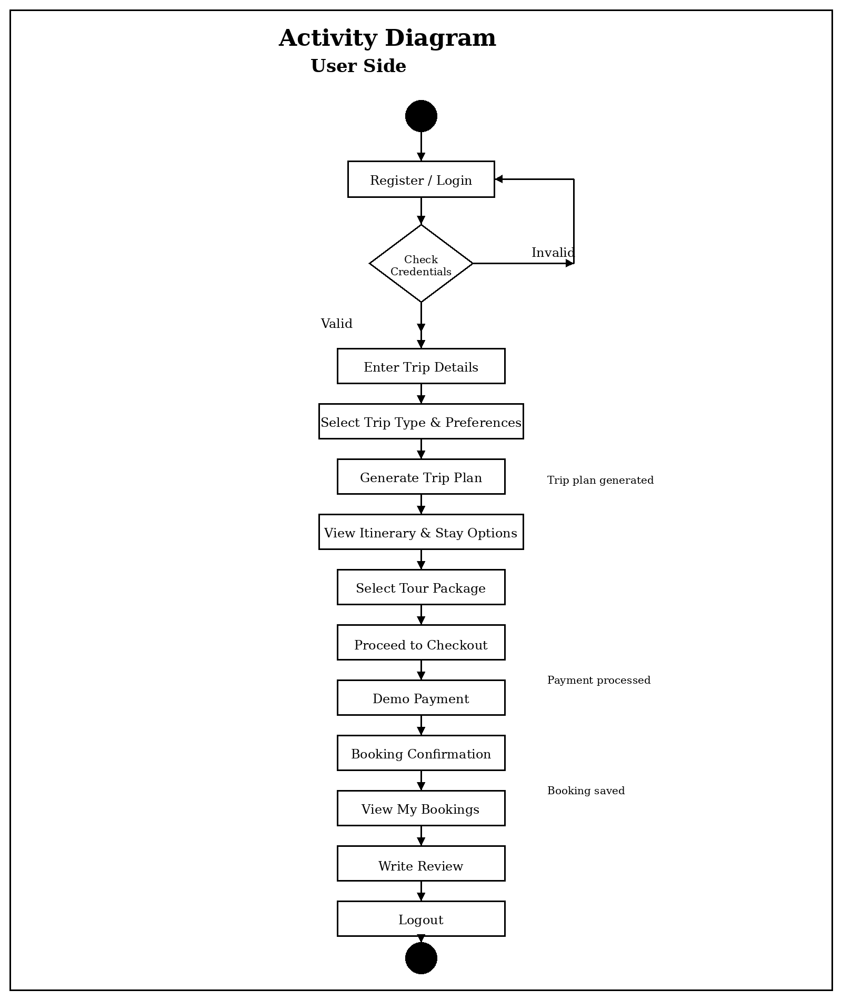 Activity Diagram
User Side
Register / Login
Invalid
Check
Credentials
Valid
Enter Trip Details
Select Trip Type & Preferences
Generate Trip Plan
Trip plan generated
View Itinerary & Stay Options
Select Tour Package
Proceed to Checkout
Payment processed
Demo Payment
Booking Confirmation
Booking saved
View My Bookings
Write Review
Logout